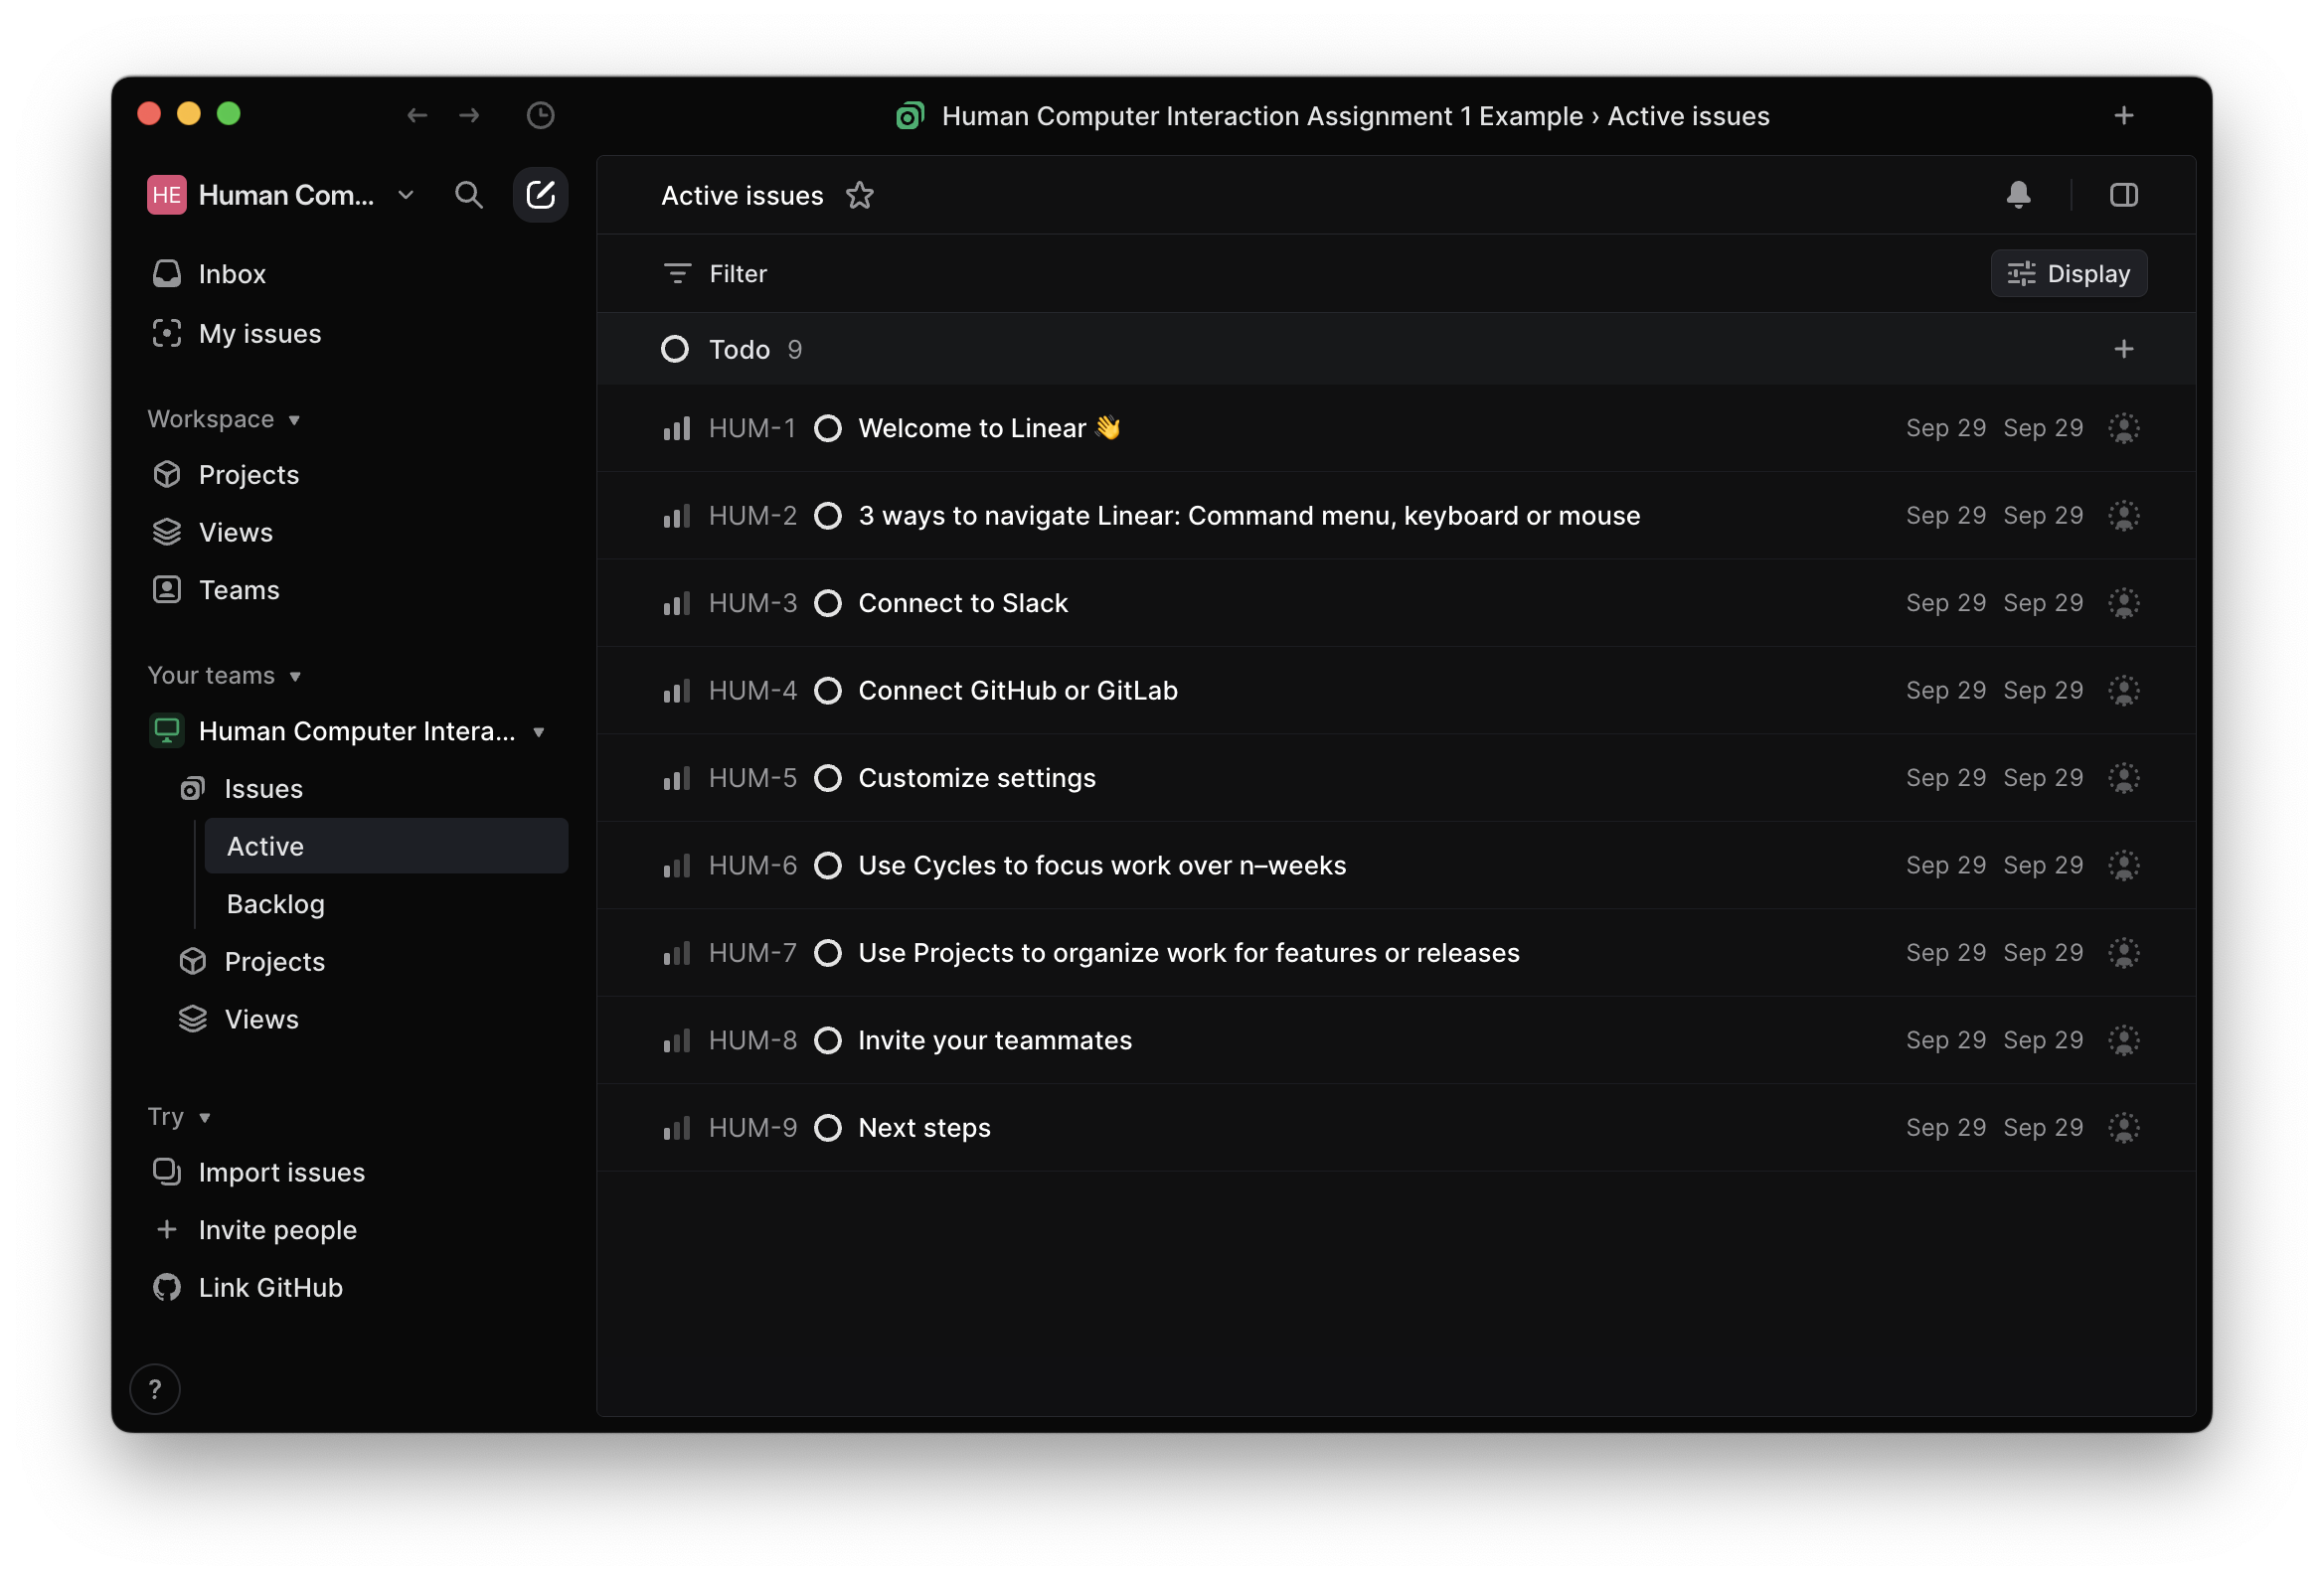 Human Computer Interaction Assignment 1 Example › Active issues
HE Human Com...
Inbox
My issues
Workspace
Projects
Views
Teams
Your teams
Human Computer Intera...
Issues
Active
Backlog
Projects
Views
Try
Import issues
Invite people
Link GitHub
?
Active issues
Filter
Display
Todo 9
HUM-1 Welcome to Linear 👋 Sep 29 Sep 29
HUM-2 3 ways to navigate Linear: Command menu, keyboard or mouse Sep 29 Sep 29
HUM-3 Connect to Slack Sep 29 Sep 29
HUM-4 Connect GitHub or GitLab Sep 29 Sep 29
HUM-5 Customize settings Sep 29 Sep 29
HUM-6 Use Cycles to focus work over n–weeks Sep 29 Sep 29
HUM-7 Use Projects to organize work for features or releases Sep 29 Sep 29
HUM-8 Invite your teammates Sep 29 Sep 29
HUM-9 Next steps Sep 29 Sep 29